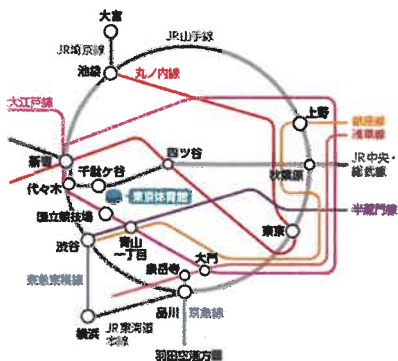 大宮
JR埼京線
JR山手線
池袋
丸ノ内線
大江戸線
上野
銀座線
浅草線
新宿
四ツ谷
千駄ヶ谷
JR中央・
総武線
秋葉原
代々木
東京体育館
国立競技場
半蔵門線
渋谷
青山
一丁目
東京
大門
泉岳寺
東急東横線
品川
京急線
横浜
JR東海道
本線
羽田空港方面